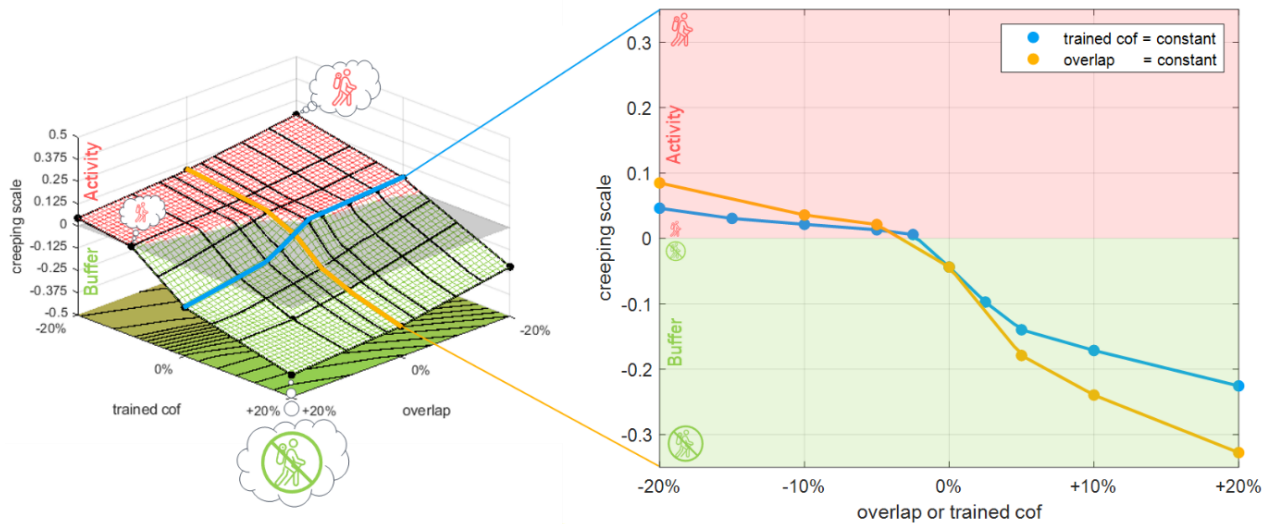 0.5
0.375
0.25
0.125
0
-0.125
-0.25
-0.375
-0.5
creeping scale
Activity
Buffer
-20%
0%
+20%
trained cof
+20%
0%
-20%
overlap
trained cof = constant
overlap = constant
0.3
0.2
0.1
0
-0.1
-0.2
-0.3
creeping scale
Activity
Buffer
-20%
-10%
0%
+10%
+20%
overlap or trained cof